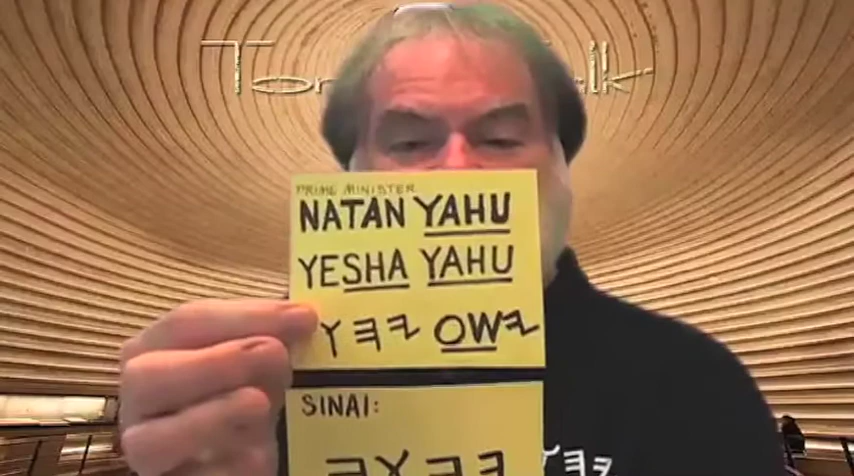 PRIME MINISTER
NATAN YAHU
YESHA YAHU
𐤉𐤔𐤏 𐤉𐤄𐤅
SINAI: